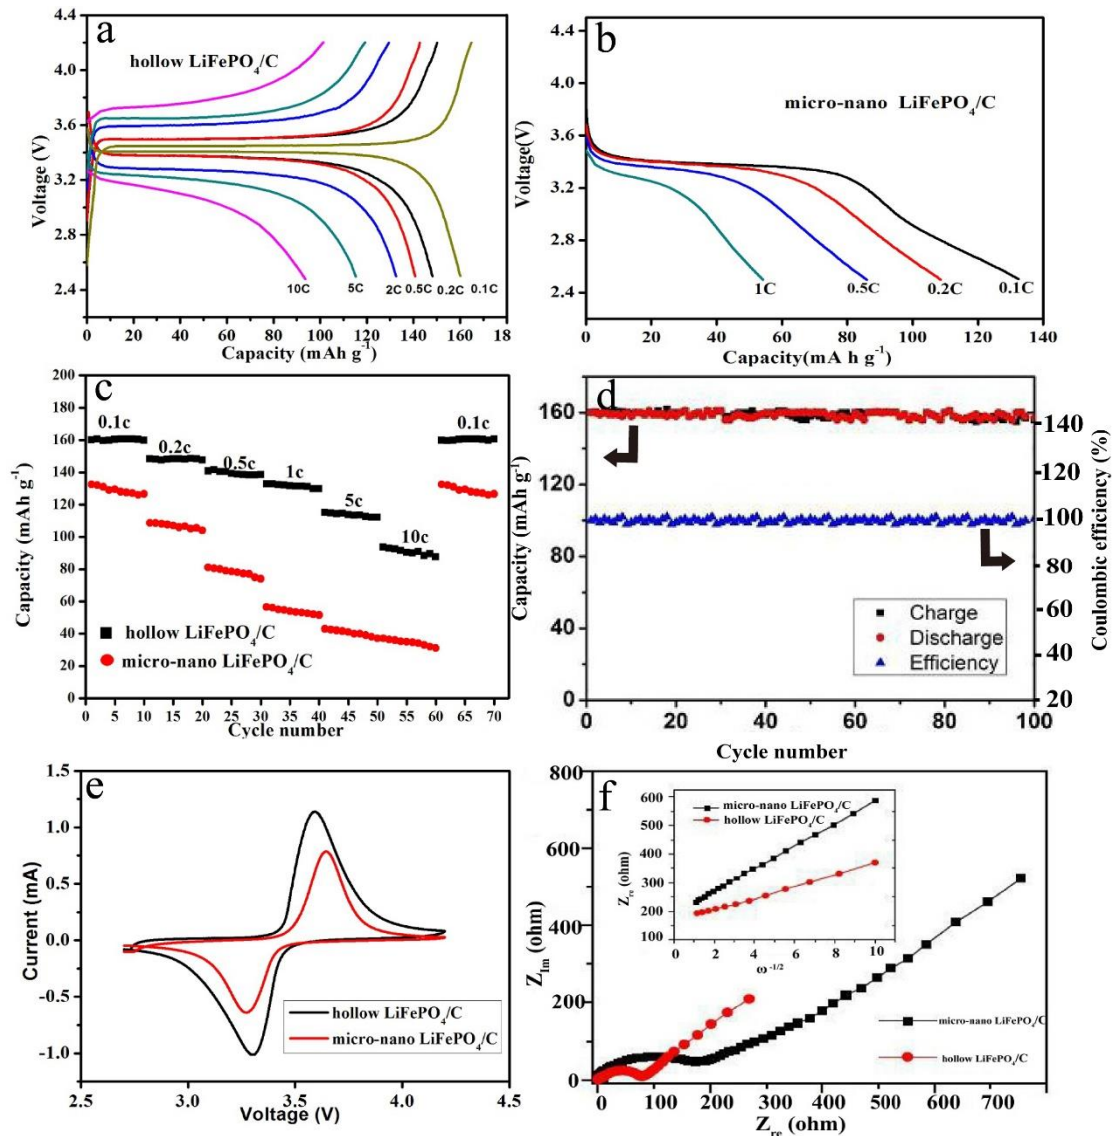 a
hollow LiFePO4/C
4.4
4.0
3.6
3.2
2.8
2.4
Voltage (V)
10C 5C 2C 0.5C 0.2C 0.1C
0 20 40 60 80 100 120 140 160 18
Capacity (mAh g-1)
b
micro-nano LiFePO4/C
4.4
4.0
3.6
3.2
2.8
2.4
Voltage(V)
1C 0.5C 0.2C 0.1C
0 20 40 60 80 100 120 140
Capacity(mA h g-1)
c
200
180
160
140
120
100
80
60
40
20
0
Capacity (mAh g-1)
0.1c 0.2c 0.5c 1c 5c 10c 0.1c
hollow LiFePO4/C
micro-nano LiFePO4/C
0 5 10 15 20 25 30 35 40 45 50 55 60 65 70
Cycle number
d
160
160
80
80
40
0
Capacity (mAh g-1)
140
120
100
80
60
40
20
Coulombic efficiency (%)
Charge
Discharge
Efficiency
0 20 40 60 80 100
Cycle number
e
1.5
1.0
0.5
0.0
-0.5
-1.0
Current (mA)
hollow LiFePO4/C
micro-nano LiFePO4/C
2.5 3.0 3.5 4.0 4.5
Voltage (V)
f
800
600
400
200
0
ZIm (ohm)
600
500
400
300
200
100
Zre (ohm)
micro-nano LiFePO4/C
hollow LiFePO4/C
0 2 4 6 8 10
ω -1/2
micro-nano LiFePO4/C
hollow LiFePO4/C
0 100 200 300 400 500 600 700
Zre (ohm)